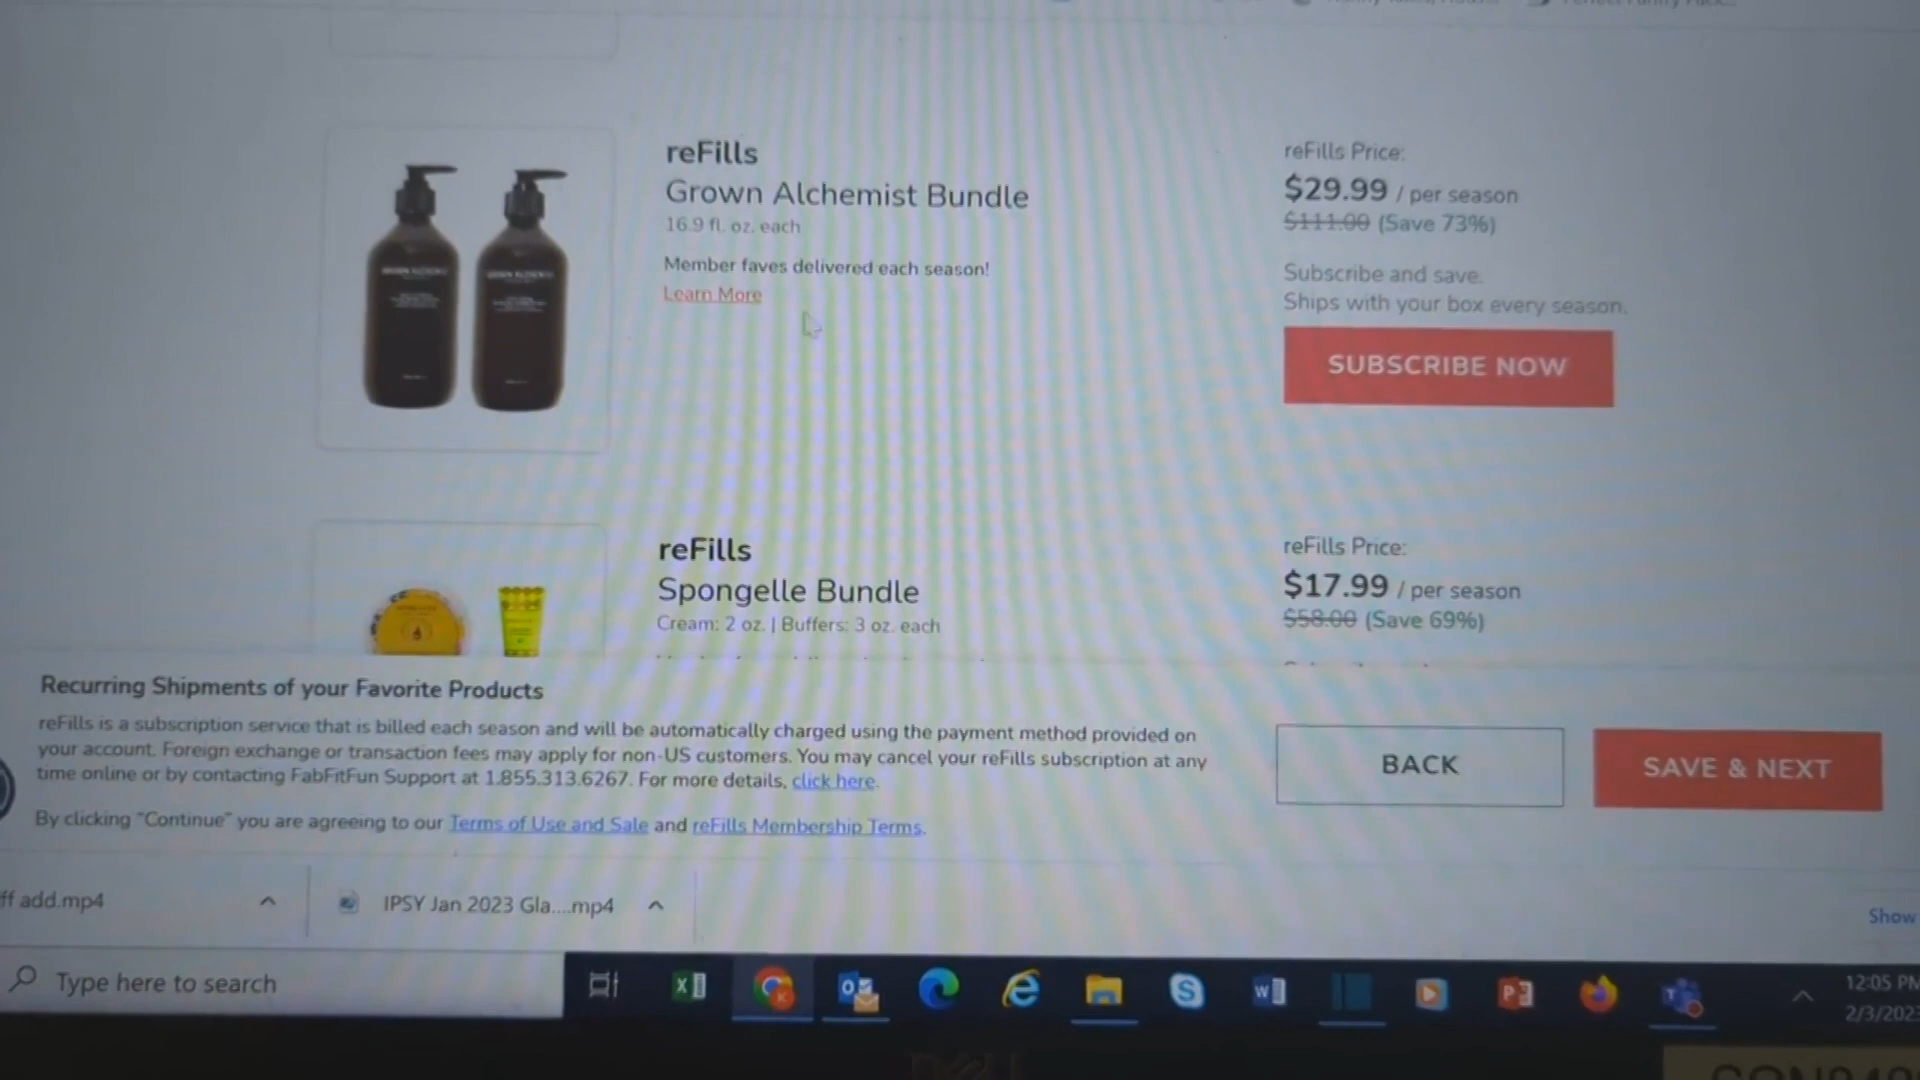 reFills
Grown Alchemist Bundle
16.9 fl. oz. each
Member faves delivered each season!
Learn More
reFills Price:
$29.99 / per season
$111.00 (Save 73%)
Subscribe and save.
Ships with your box every season.
SUBSCRIBE NOW
reFills
Spongelle Bundle
Cream: 2 oz. | Buffers: 3 oz. each
reFills Price:
$17.99 / per season
$58.00 (Save 69%)
Recurring Shipments of your Favorite Products
reFills is a subscription service that is billed each season and will be automatically charged using the payment method provided on
your account. Foreign exchange or transaction fees may apply for non-US customers. You may cancel your reFills subscription at any
time online or by contacting FabFitFun Support at 1.855.313.6267. For more details, click here.
By clicking "Continue" you are agreeing to our Terms of Use and Sale and reFills Membership Terms.
BACK
SAVE & NEXT
ff add.mp4
IPSY Jan 2023 Gla....mp4
Show
Type here to search
12:05 PM
2/3/2023